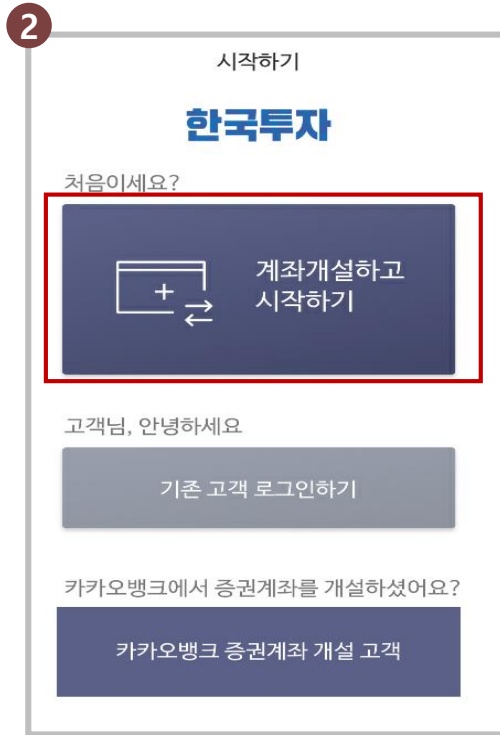 2
시작하기
한국투자
처음이세요?
계좌개설하고
시작하기
고객님, 안녕하세요
기존 고객 로그인하기
카카오뱅크에서 증권계좌를 개설하셨어요?
카카오뱅크 증권계좌 개설 고객